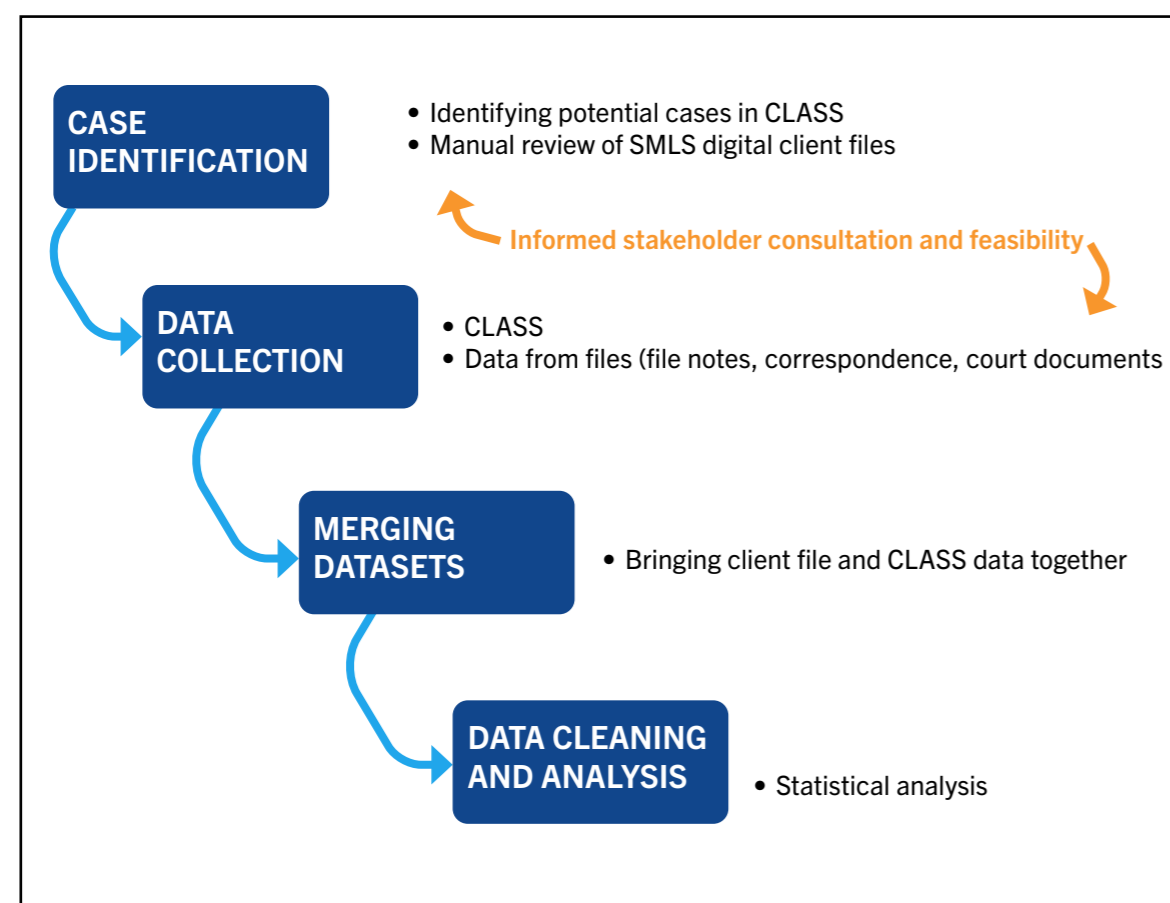 CASE
IDENTIFICATION
• Identifying potential cases in CLASS
• Manual review of SMLS digital client files
Informed stakeholder consultation and feasibility
DATA
COLLECTION
• CLASS
• Data from files (file notes, correspondence, court documents
MERGING
DATASETS
• Bringing client file and CLASS data together
DATA CLEANING
AND ANALYSIS
• Statistical analysis